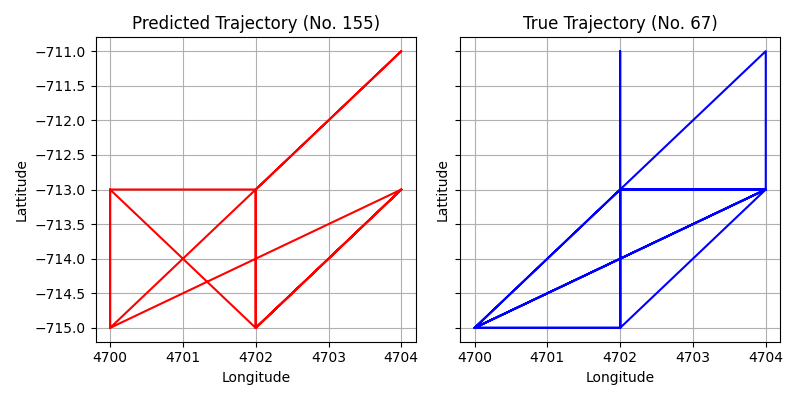 Predicted Trajectory (No. 155)
True Trajectory (No. 67)
−711.0
−711.5
−712.0
−712.5
−713.0
−713.5
−714.0
−714.5
−715.0
Lattitude
Lattitude
4700 4701 4702 4703 4704
4700 4701 4702 4703 4704
Longitude
Longitude